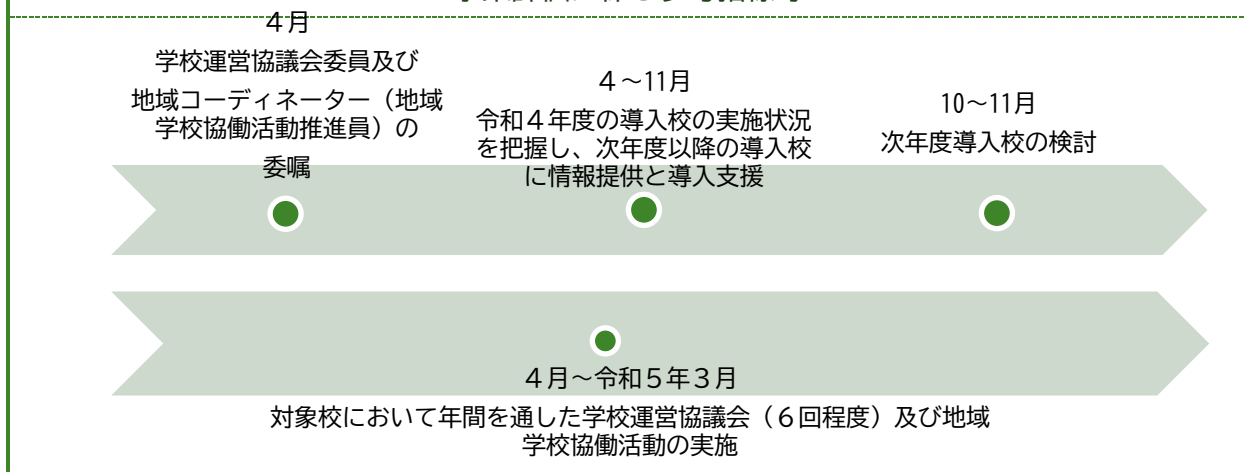 ４月
学校運営協議会委員及び
地域コーディネーター（地域
学校協働活動推進員）の
委嘱
４～11月
令和４年度の導入校の実施状況
を把握し、次年度以降の導入校
に情報提供と導入支援
10～11月
次年度導入校の検討
４月～令和５年３月
対象校において年間を通した学校運営協議会（６回程度）及び地域
学校協働活動の実施